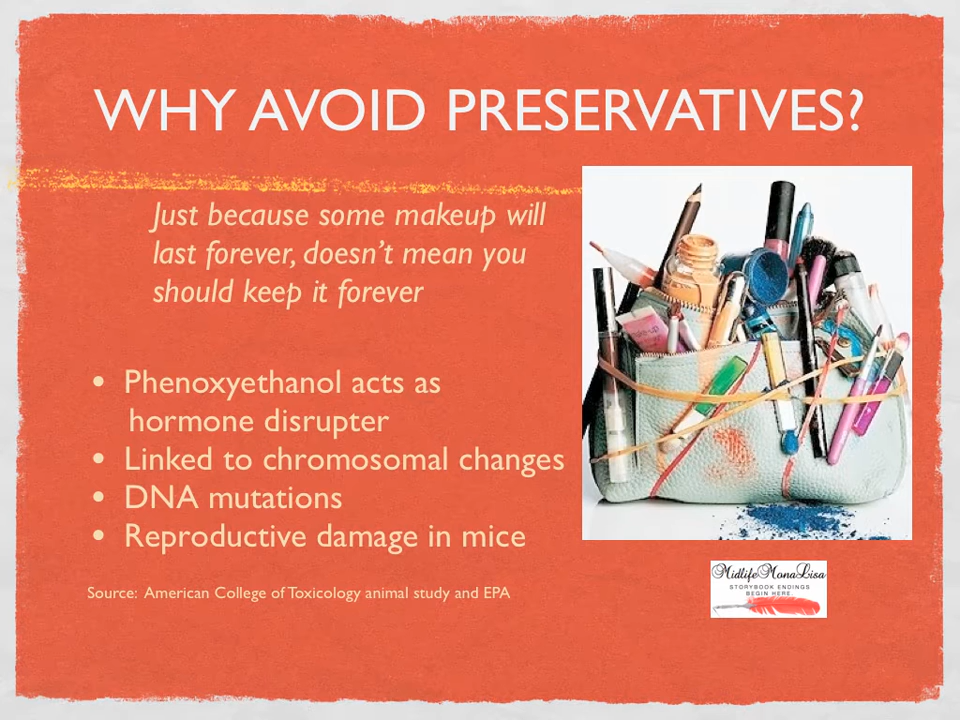 WHY AVOID PRESERVATIVES?
Just because some makeup will
last forever, doesn't mean you
should keep it forever
• Phenoxyethanol acts as
hormone disrupter
• Linked to chromosomal changes
• DNA mutations
• Reproductive damage in mice
Source: American College of Toxicology animal study and EPA
MidlifeMonaLisa
STORYBOOK ENDINGS
BEGIN HERE